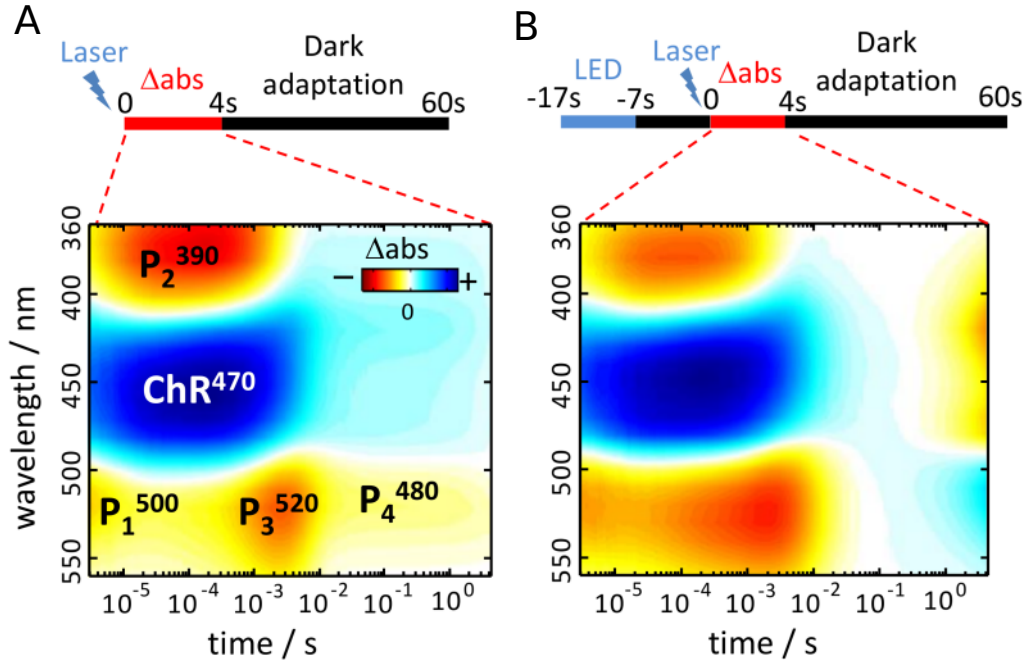 A
Laser
Δabs
Dark
adaptation
0
4s
60s
B
LED
Laser
Δabs
Dark
adaptation
-17s
-7s
0
4s
60s
wavelength / nm
360
400
450
500
550
P₂³⁹⁰
Δabs
− +
0
ChR⁴⁷⁰
P₁⁵⁰⁰
P₃⁵²⁰
P₄⁴⁸⁰
10⁻⁵ 10⁻⁴ 10⁻³ 10⁻² 10⁻¹ 10⁰
time / s
360
400
450
500
550
10⁻⁵ 10⁻⁴ 10⁻³ 10⁻² 10⁻¹ 10⁰
time / s